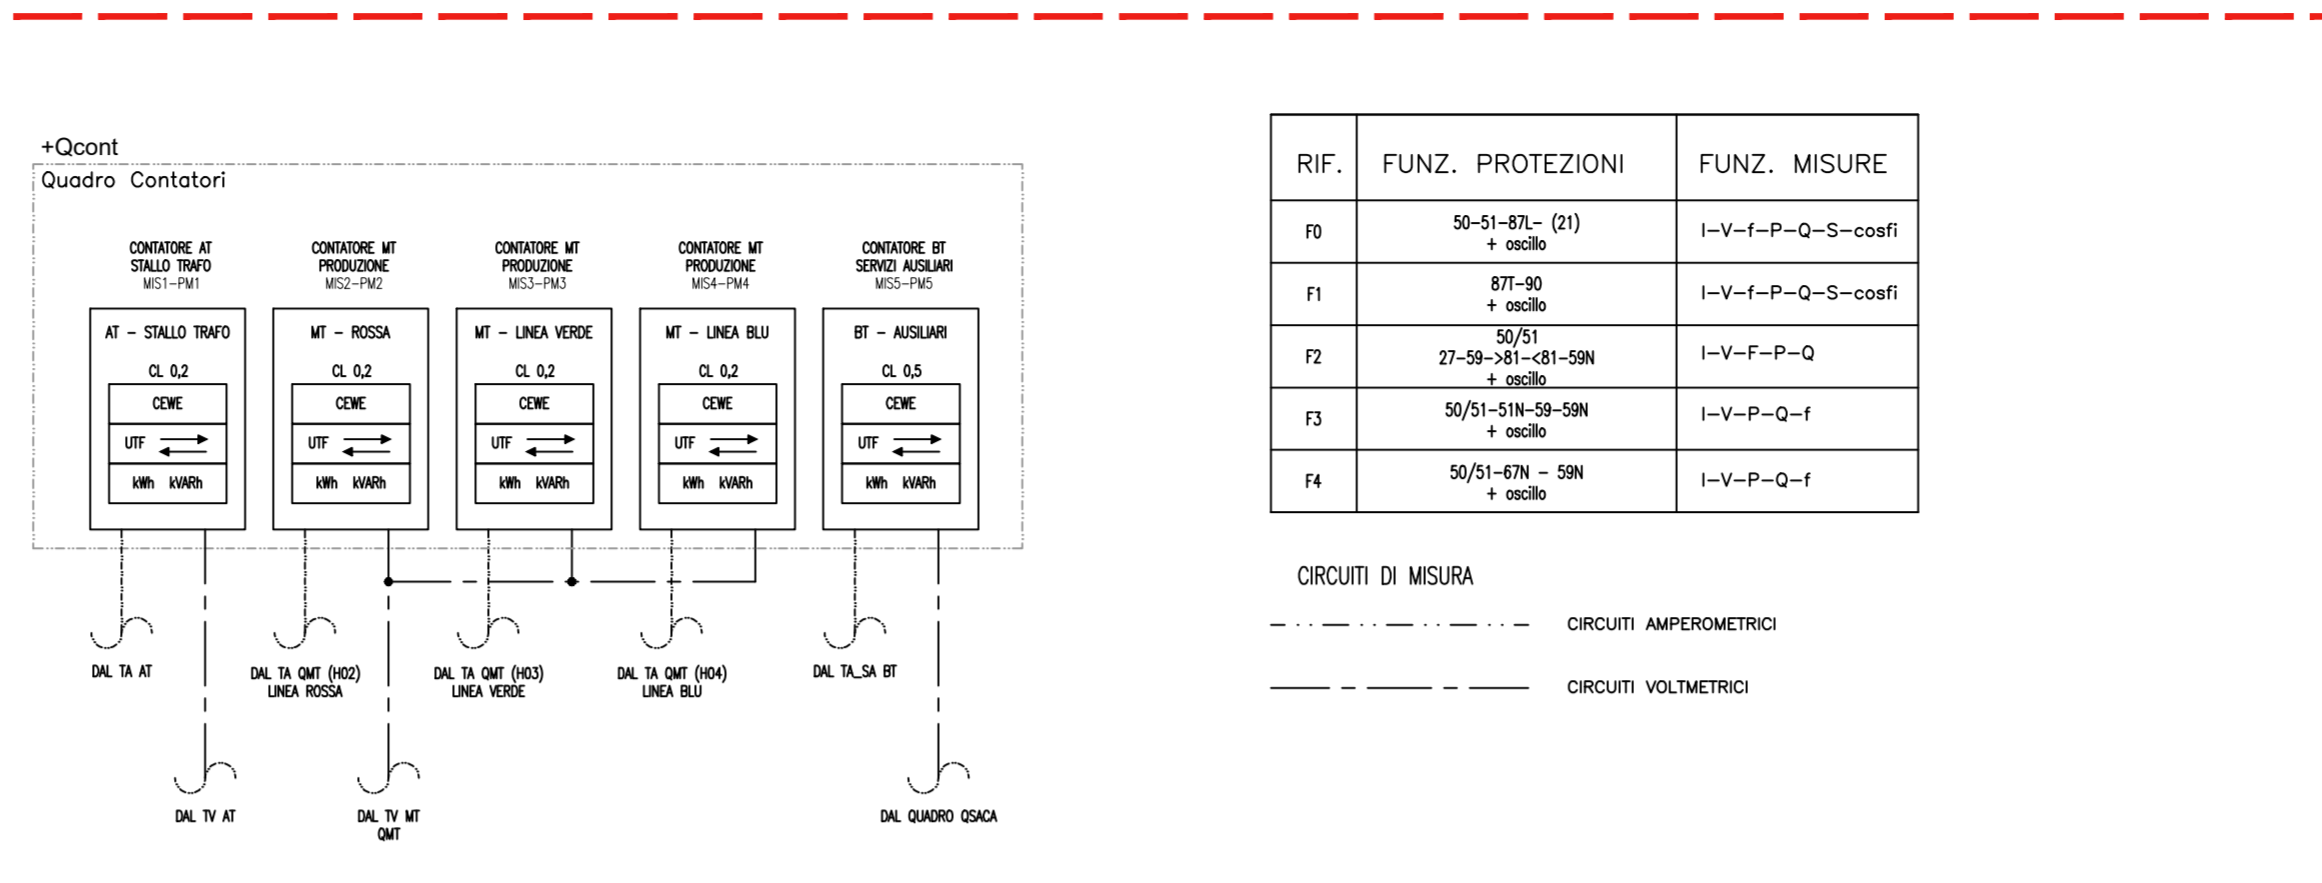 +Qcont
Quadro Contatori
CONTATORE AT
STALLO TRAFO
MIS1-PM1
AT - STALLO TRAFO
CL 0,2
CEWE
UTF
kWh kVARh
DAL TA AT
DAL TV AT
CONTATORE MT
PRODUZIONE
MIS2-PM2
MT - ROSSA
CL 0,2
CEWE
UTF
kWh kVARh
DAL TA QMT (H02)
LINEA ROSSA
DAL TV MT
QMT
CONTATORE MT
PRODUZIONE
MIS3-PM3
MT - LINEA VERDE
CL 0,2
CEWE
UTF
kWh kVARh
DAL TA QMT (H03)
LINEA VERDE
CONTATORE MT
PRODUZIONE
MIS4-PM4
MT - LINEA BLU
CL 0,2
CEWE
UTF
kWh kVARh
DAL TA QMT (H04)
LINEA BLU
CONTATORE BT
SERVIZI AUSILIARI
MIS5-PM5
BT - AUSILIARI
CL 0,5
CEWE
UTF
kWh kVARh
DAL TA_SA BT
DAL QUADRO QSACA
RIF. FUNZ. PROTEZIONI FUNZ. MISURE
F0 50-51-87L- (21) I-V-f-P-Q-S-cosfi
+ oscillo
F1 87T-90 I-V-f-P-Q-S-cosfi
+ oscillo
50/51
F2 27-59->81-<81-59N I-V-F-P-Q
+ oscillo
F3 50/51-51N-59-59N I-V-P-Q-f
+ oscillo
F4 50/51-67N - 59N I-V-P-Q-f
+ oscillo
CIRCUITI DI MISURA
CIRCUITI AMPEROMETRICI
CIRCUITI VOLTMETRICI